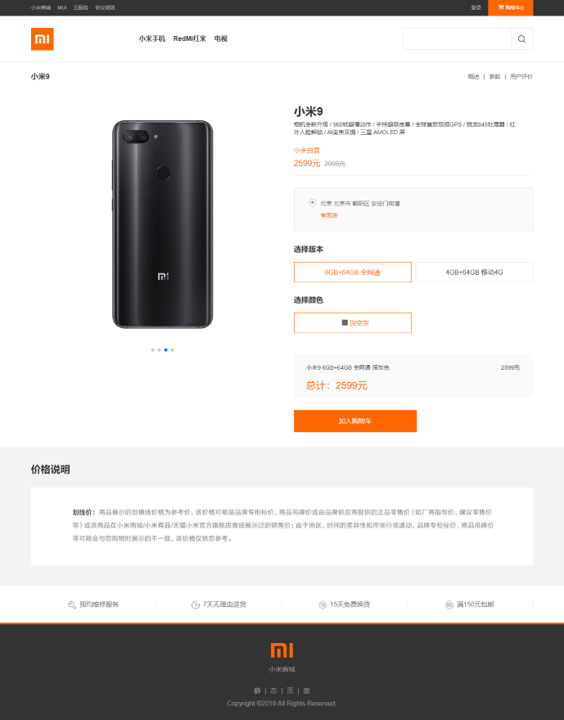 小米商城 MIUI 云服务 协议规则
登录 购物车()
小米手机 RedMi红米 电视
小米9
概述 | 参数 | 用户评价
小米9
相机全新升级 / 960帧超慢动作 / 手持超级夜景 / 全球首款双频GPS / 骁龙845处理器 / 红
外人脸解锁 / AI变焦双摄 / 三星 AMOLED 屏
小米自营
2599元 2999元
北京 北京市 朝阳区 安定门街道
有现货
选择版本
6GB+64GB 全网通
4GB+64GB 移动4G
选择颜色
深空灰
小米9 6GB+64GB 全网通 深灰色 2599元
总计：2599元
加入购物车
价格说明
划线价：商品展示的划横线价格为参考价，该价格可能是品牌专柜标价、商品吊牌价或由品牌供应商提供的正品零售价（如厂商指导价、建议零售价
等）或该商品在小米商城/小米有品/天猫小米官方旗舰店曾经展示过的销售价；由于地区、时间的差异性和市场行情波动，品牌专柜标价、商品吊牌价
等可能会与您购物时展示的不一致，该价格仅供您参考。
预约维修服务
7天无理由退货
15天免费换货
满150元包邮
小米商城
静 | 态 | 页 | 面
Copyright ©2019 All Rights Reserved